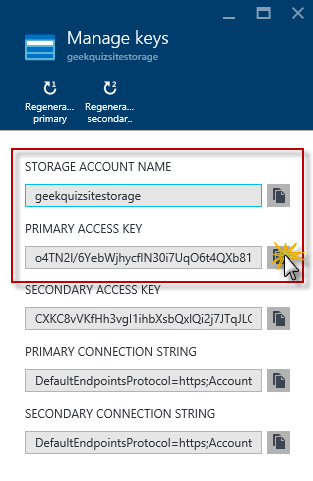 Manage keys
geekquizsitestorage
Regenera... Regenera...
primary secondar..
STORAGE ACCOUNT NAME
geekquizsitestorage
PRIMARY ACCESS KEY
o4TN2I/6YebWjhycfIN30i7UqO6t4QXb81
SECONDARY ACCESS KEY
CXKC8vVKfHh3vgI1ihbXsbQxIQi2j7JTqJLC
PRIMARY CONNECTION STRING
DefaultEndpointsProtocol=https;Account
SECONDARY CONNECTION STRING
DefaultEndpointsProtocol=https;Account